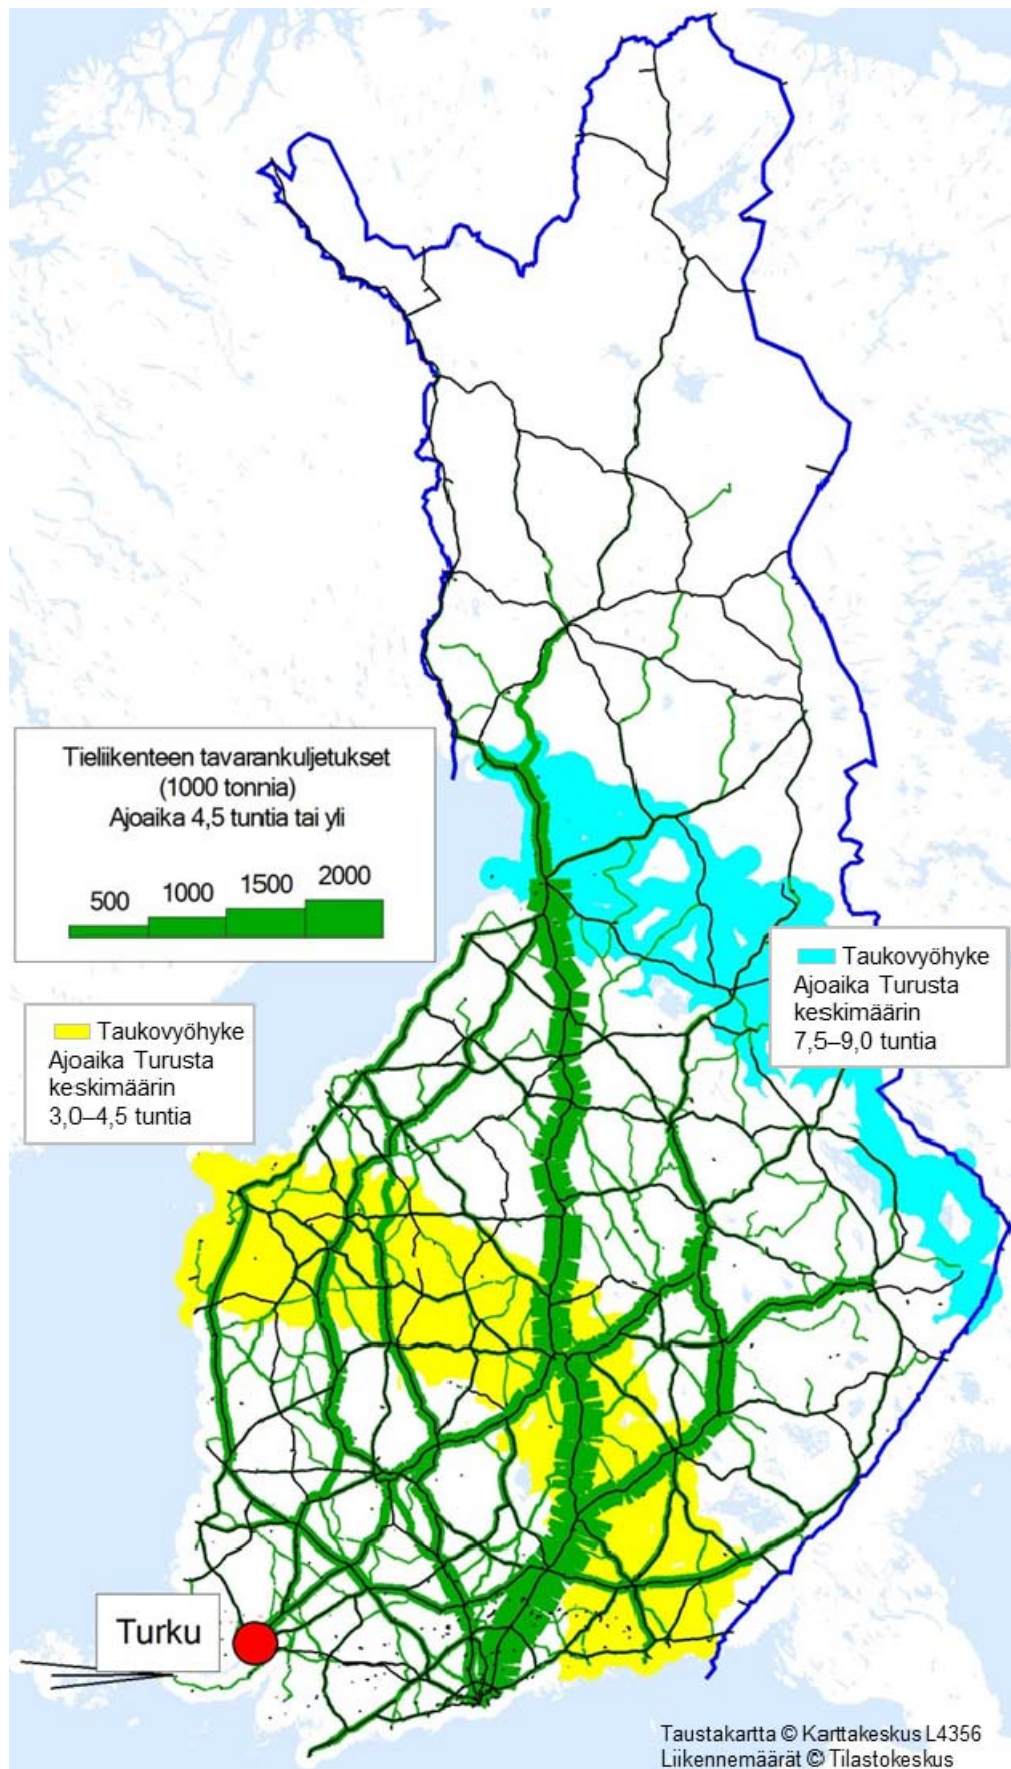 Tieliikenteen tavarankuljetukset
(1000 tonnia)
Ajoaika 4,5 tuntia tai yli
500 1000 1500 2000
Taukovyöhyke
Ajoaika Turusta
keskimäärin
7,5–9,0 tuntia
Taukovyöhyke
Ajoaika Turusta
keskimäärin
3,0–4,5 tuntia
Turku
Taustakartta © Karttakeskus L4356
Liikennemäärät © Tilastokeskus